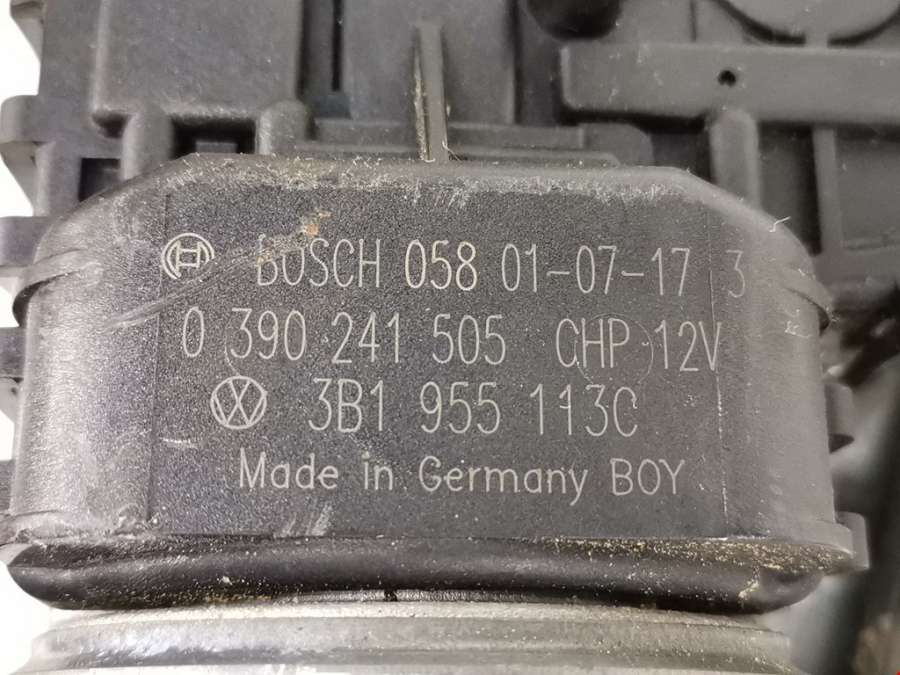 BOSCH 058 01-07-17 3
0 390 241 505 CHP 12V
3B1 955 113C
Made in Germany BOY